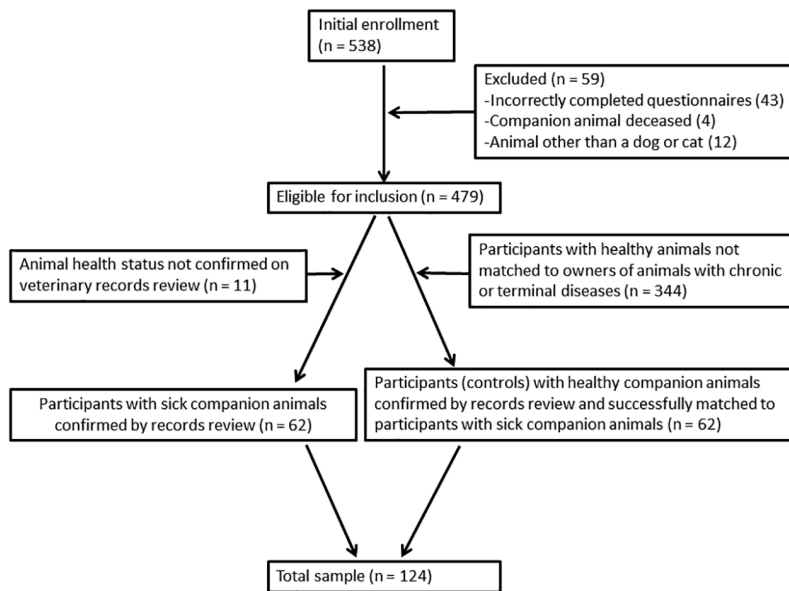 Initial enrollment
(n = 538)
Excluded (n = 59)
-Incorrectly completed questionnaires (43)
-Companion animal deceased (4)
-Animal other than a dog or cat (12)
Eligible for inclusion (n = 479)
Animal health status not confirmed on
veterinary records review (n = 11)
Participants with healthy animals not
matched to owners of animals with chronic
or terminal diseases (n = 344)
Participants with sick companion animals
confirmed by records review (n = 62)
Participants (controls) with healthy companion animals
confirmed by records review and successfully matched to
participants with sick companion animals (n = 62)
Total sample (n = 124)